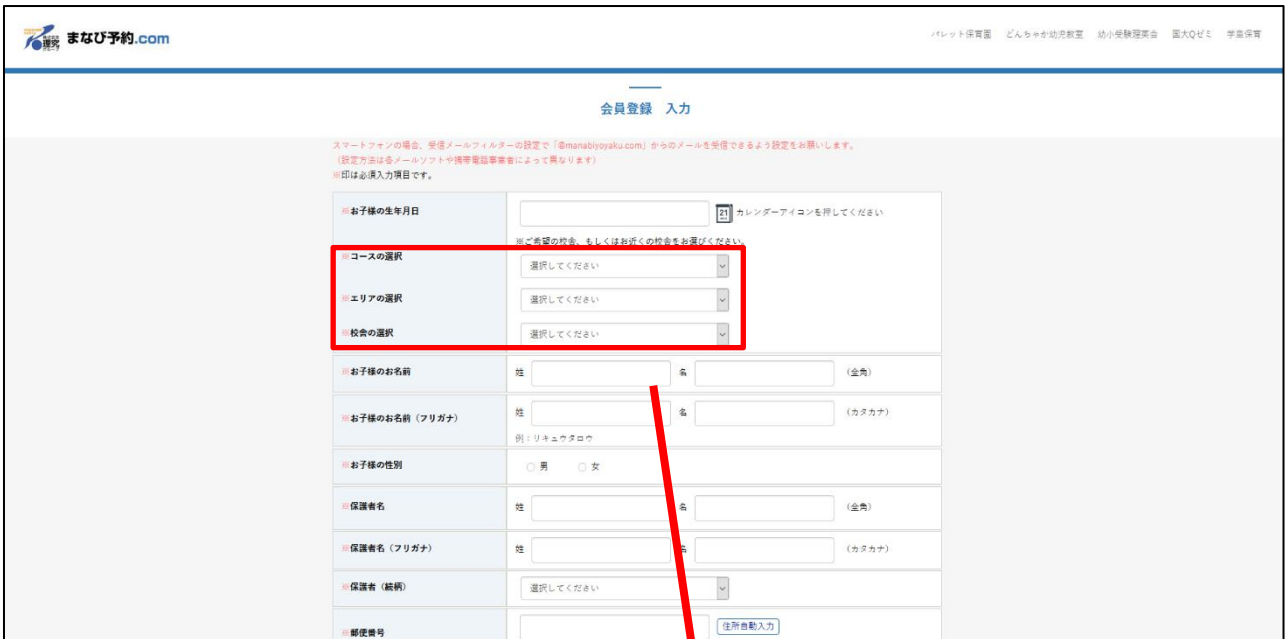 株式会社
理究
グループ
まなび予約.com
パレット保育園 どんちゃか幼児教室 幼小受験理英会 国大Qゼミ 学童保育
会員登録 入力
スマートフォンの場合、受信メールフィルターの設定で「@manabiyoyaku.com」からのメールを受信できるよう設定をお願いします。
(設定方法は各メールソフトや携帯電話事業者によって異なります)
※印は必須入力項目です。
※お子様の生年月日
21 カレンダーアイコンを押してください
※ご希望の校舎、もしくはお近くの校舎をお選びください。
※コースの選択 選択してください
※エリアの選択 選択してください
※校舎の選択 選択してください
※お子様のお名前 姓 名 (全角)
※お子様のお名前(フリガナ) 姓 名 (カタカナ)
例:リキュウタロウ
※お子様の性別 男 女
※保護者名 姓 名 (全角)
※保護者名(フリガナ) 姓 名 (カタカナ)
※保護者(続柄) 選択してください
※郵便番号 住所自動入力